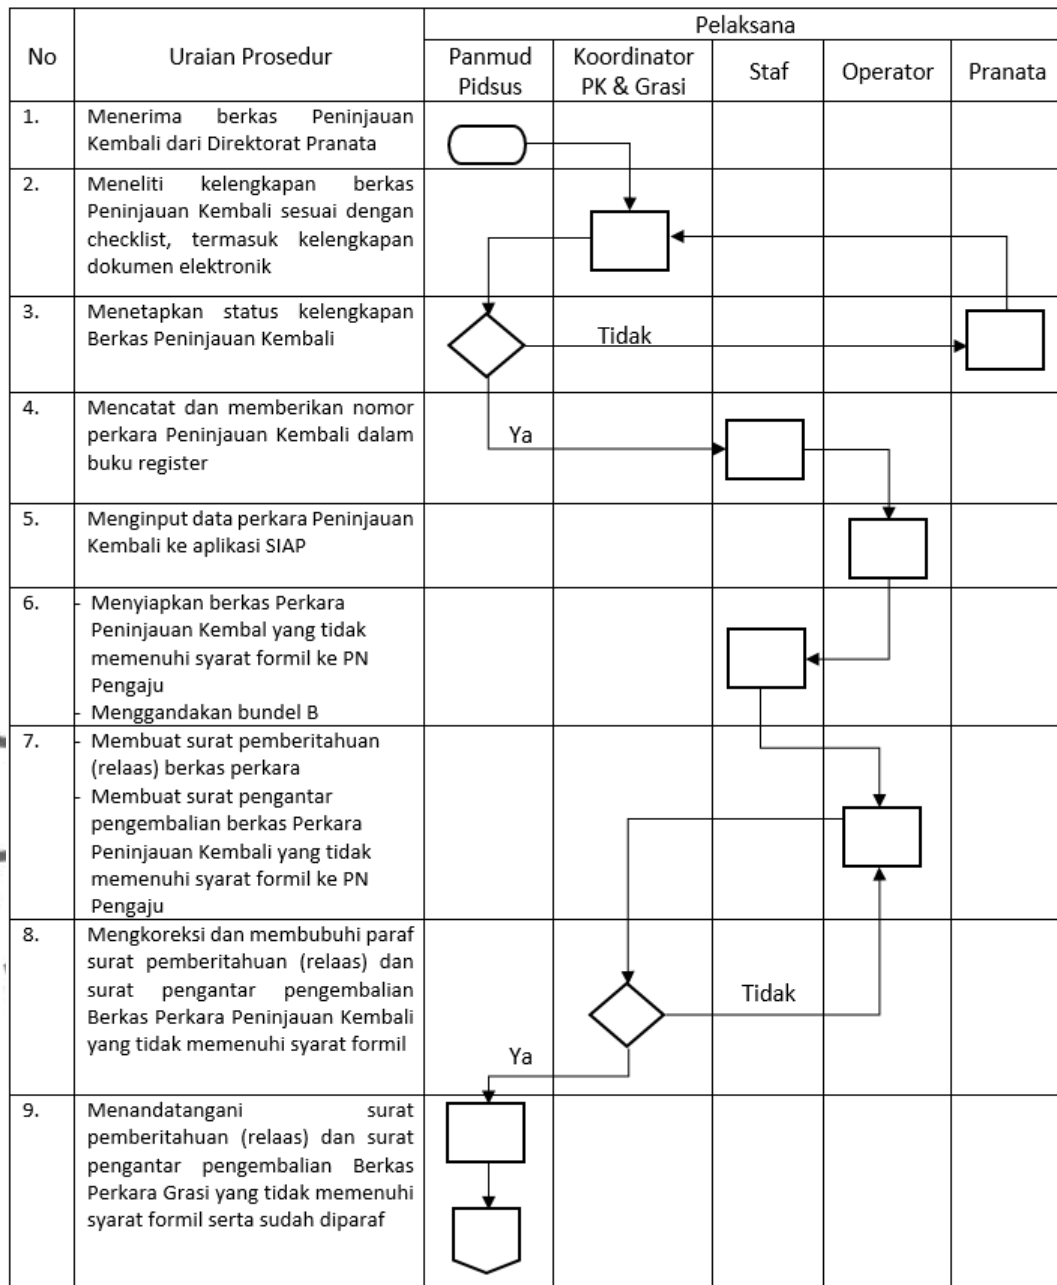 No
Uraian Prosedur
Pelaksana
Panmud
Pidsus
Koordinator
PK & Grasi
Staf
Operator
Pranata
1.
Menerima berkas Peninjauan
Kembali dari Direktorat Pranata
2.
Meneliti kelengkapan berkas
Peninjauan Kembali sesuai dengan
checklist, termasuk kelengkapan
dokumen elektronik
3.
Menetapkan status kelengkapan
Berkas Peninjauan Kembali
Tidak
4.
Mencatat dan memberikan nomor
perkara Peninjauan Kembali dalam
buku register
Ya
5.
Menginput data perkara Peninjauan
Kembali ke aplikasi SIAP
6.
- Menyiapkan berkas Perkara
Peninjauan Kembal yang tidak
memenuhi syarat formil ke PN
Pengaju
- Menggandakan bundel B
7.
- Membuat surat pemberitahuan
(relaas) berkas perkara
- Membuat surat pengantar
pengembalian berkas Perkara
Peninjauan Kembali yang tidak
memenuhi syarat formil ke PN
Pengaju
8.
Mengkoreksi dan membubuhi paraf
surat pemberitahuan (relaas) dan
surat pengantar pengembalian
Berkas Perkara Peninjauan Kembali
yang tidak memenuhi syarat formil
Tidak
Ya
9.
Menandatangani surat
pemberitahuan (relaas) dan surat
pengantar pengembalian Berkas
Perkara Grasi yang tidak memenuhi
syarat formil serta sudah diparaf